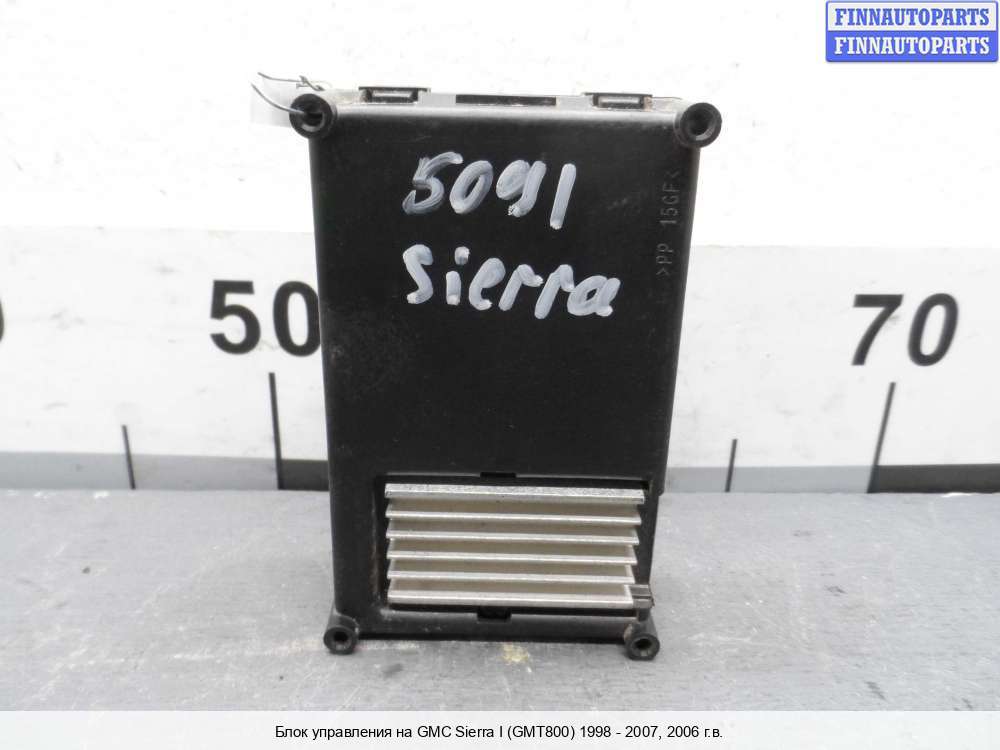 FINNAUTOPARTS
FINNAUTOPARTS
5091
sierra
>PP 15GF<
50
70
Блок управления на GMC Sierra I (GMT800) 1998 - 2007, 2006 г.в.